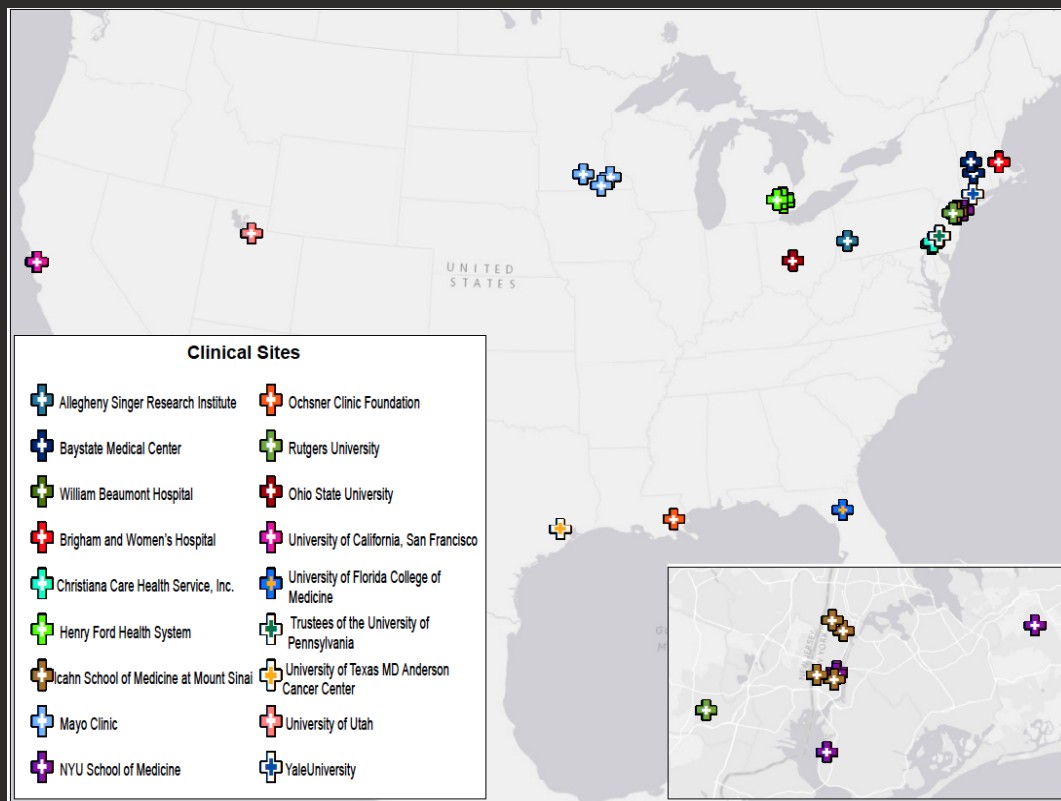 UNITED
STATES
Clinical Sites
Allegheny Singer Research Institute
Baystate Medical Center
William Beaumont Hospital
Brigham and Women's Hospital
Christiana Care Health Service, Inc.
Henry Ford Health System
Icahn School of Medicine at Mount Sinai
Mayo Clinic
NYU School of Medicine
Ochsner Clinic Foundation
Rutgers University
Ohio State University
University of California, San Francisco
University of Florida College of
Medicine
Trustees of the University of
Pennsylvania
University of Texas MD Anderson
Cancer Center
University of Utah
YaleUniversity